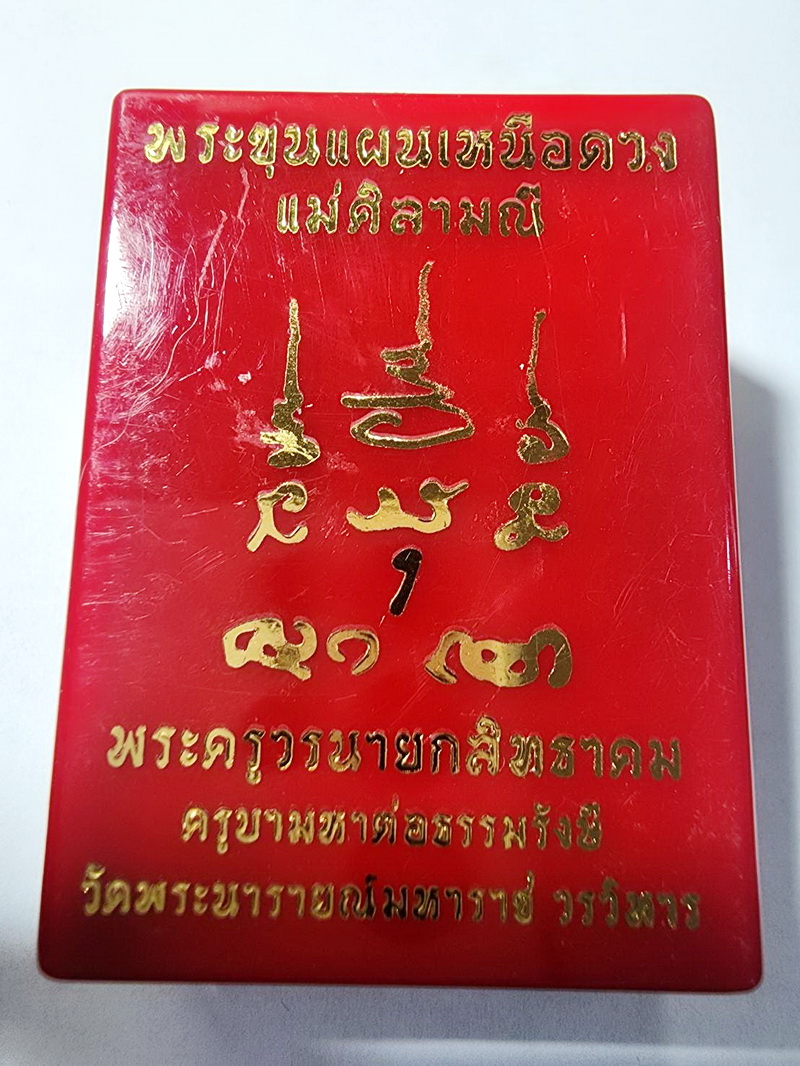 พระขุนแผนเหนือดวง
แม่ศิลามณี
พระครูวรนายกสิทธาคม
ครูบามหาต่อธรรมรังษี
วัดพระนารายณ์มหาราช วรวิหาร